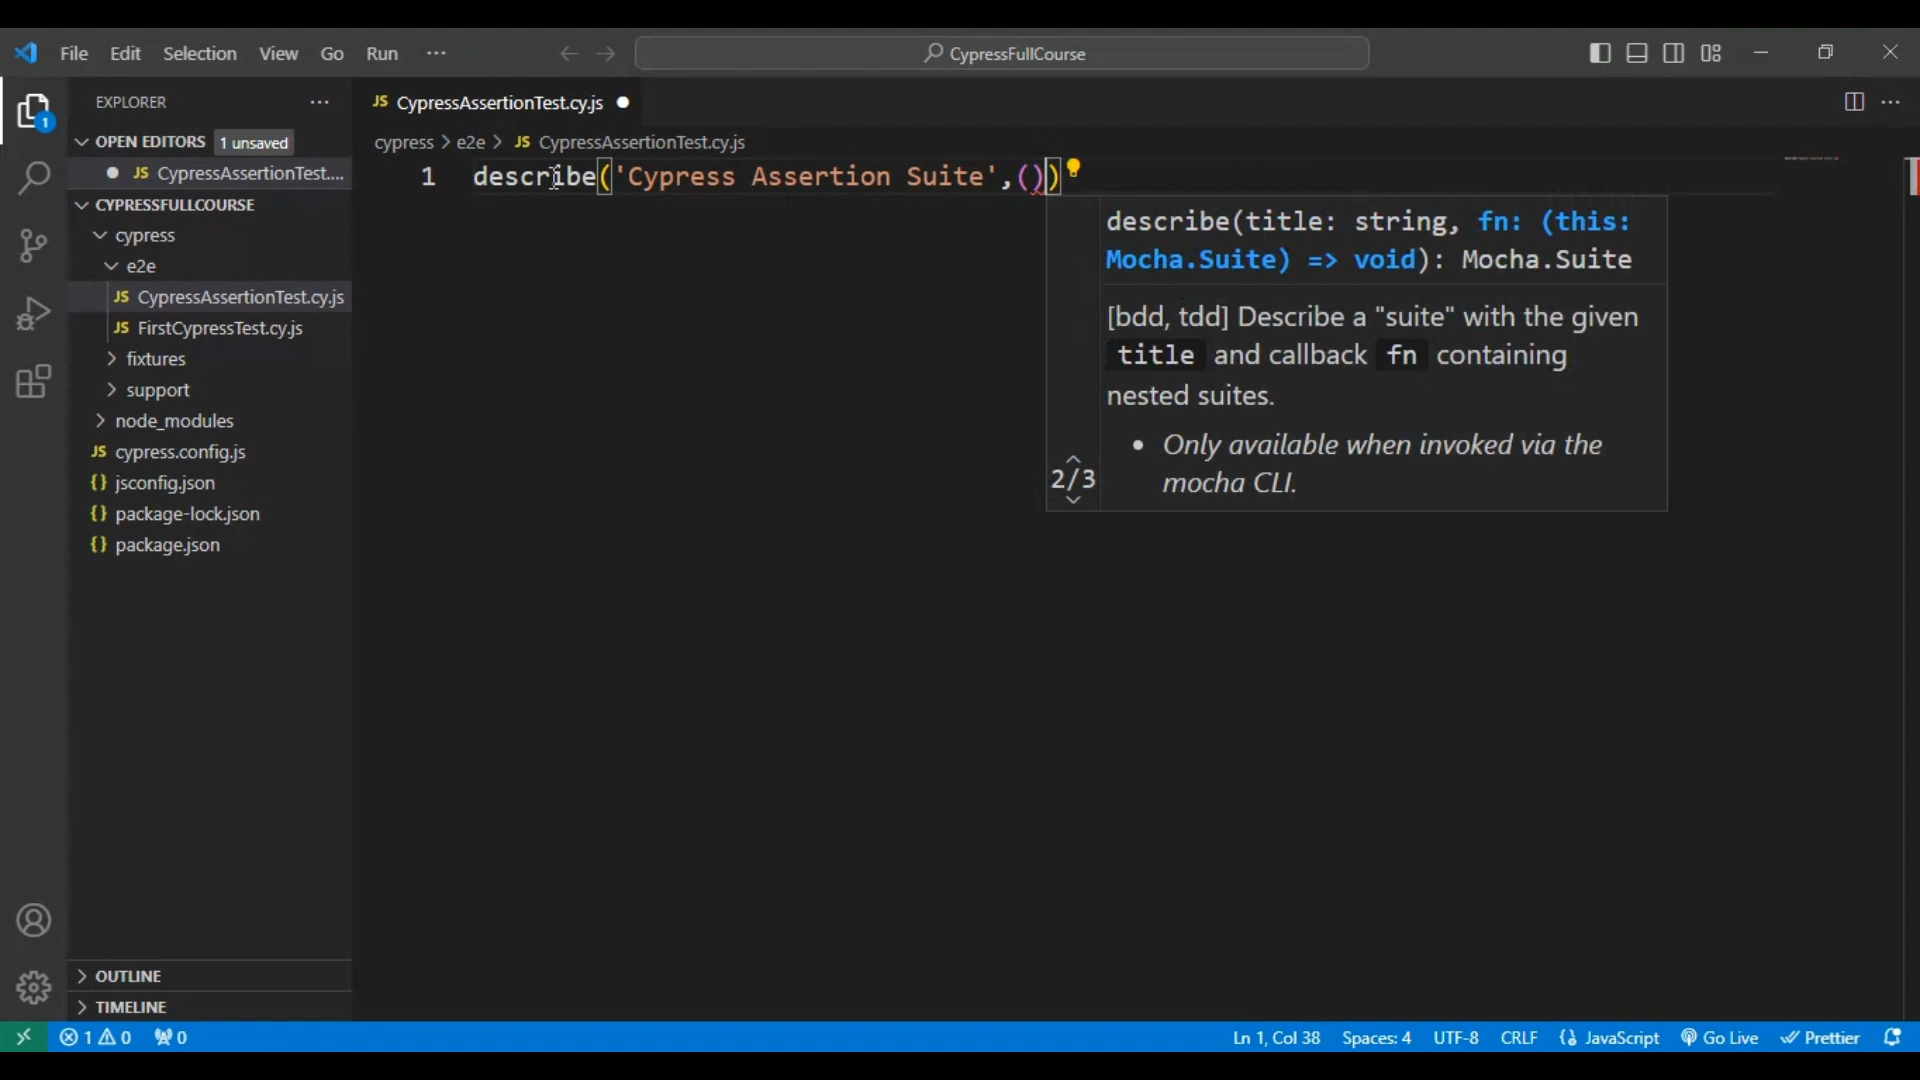 File Edit Selection View Go Run ··· CypressFullCourse
EXPLORER ···
OPEN EDITORS 1 unsaved
JS CypressAssertionTest....
CYPRESSFULLCOURSE
cypress
e2e
JS CypressAssertionTest.cy.js
JS FirstCypressTest.cy.js
fixtures
support
node_modules
JS cypress.config.js
{} jsconfig.json
{} package-lock.json
{} package.json
OUTLINE
TIMELINE
1
JS CypressAssertionTest.cy.js ●
cypress > e2e > JS CypressAssertionTest.cy.js
1 describe('Cypress Assertion Suite',())
describe(title: string, fn: (this:
Mocha.Suite) => void): Mocha.Suite
[bdd, tdd] Describe a "suite" with the given
title and callback fn containing
nested suites.
• Only available when invoked via the
mocha CLI.
2/3
1 0 0 Ln 1, Col 38 Spaces: 4 UTF-8 CRLF {} JavaScript Go Live Prettier